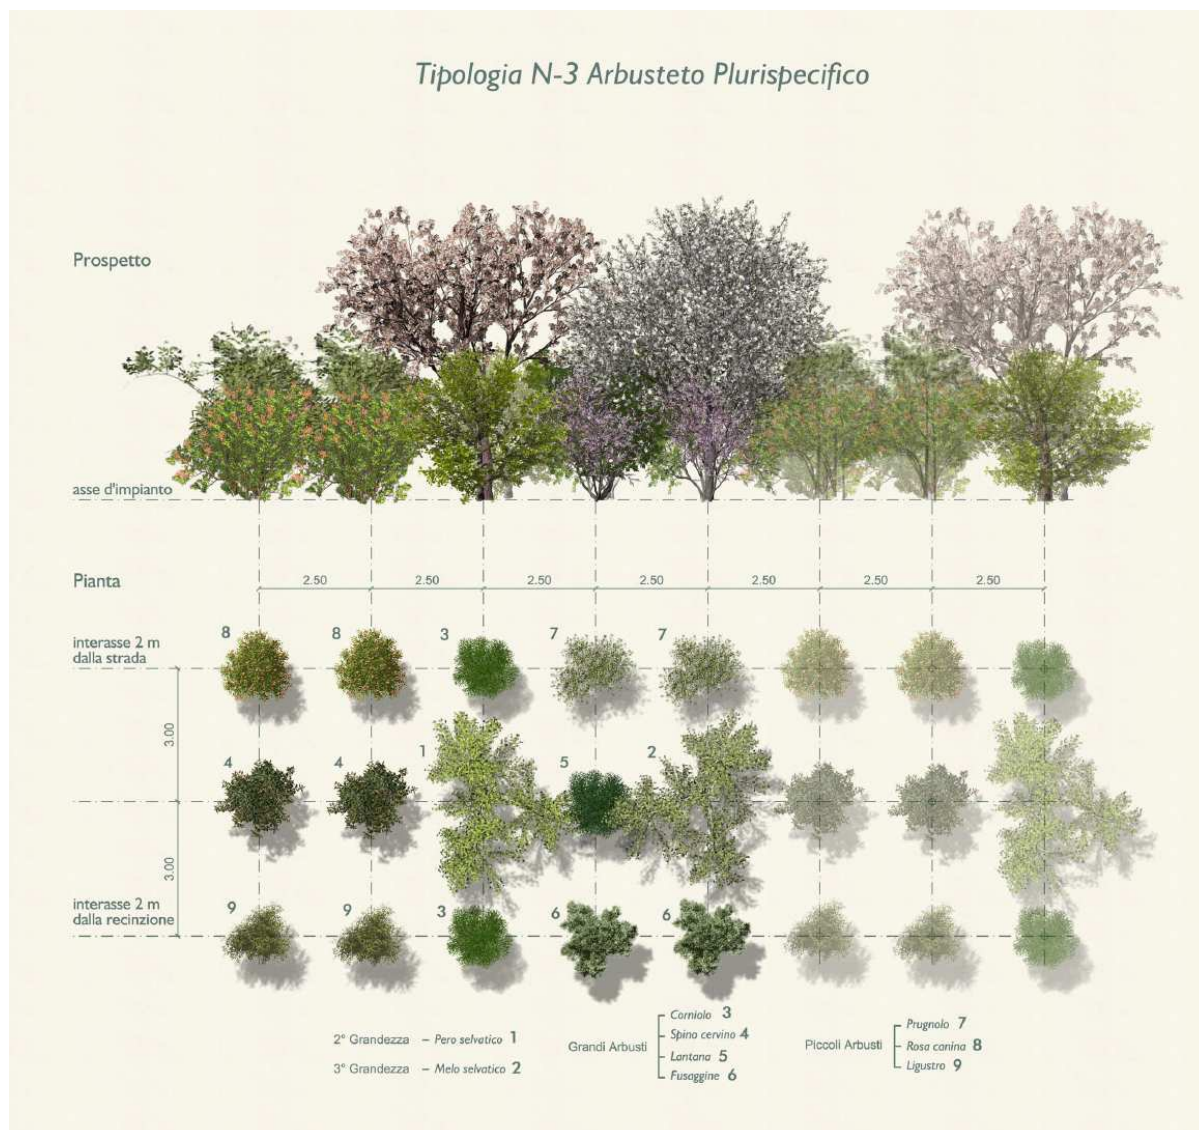 Tipologia N-3 Arbusteto Plurispecifico
Prospetto
asse d'impianto
Pianta
2.50 2.50 2.50 2.50 2.50 2.50 2.50
interasse 2 m
dalla strada
8 8 3 7 7
3.00
1 2
4 4 5
3.00
interasse 2 m
dalla recinzione
9 9 3 6 6
2° Grandezza – Pero selvatico 1
3° Grandezza – Melo selvatico 2
Grandi Arbusti
Corniolo 3
Spino cervino 4
Lantana 5
Fusaggine 6
Piccoli Arbusti
Prugnolo 7
Rosa canina 8
Ligustro 9